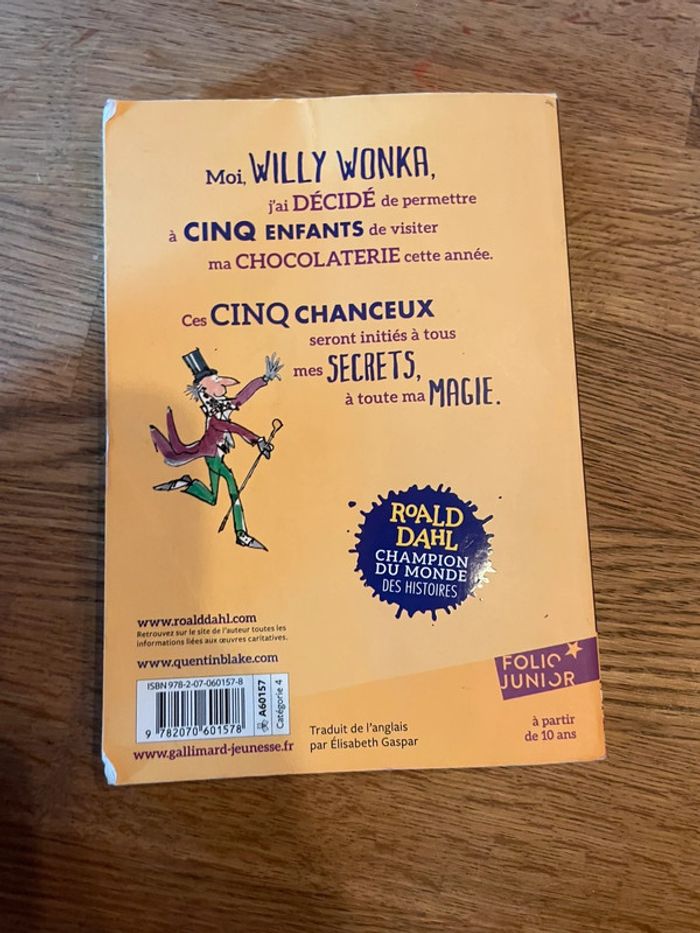 Moi, WILLY WONKA,
j'ai DÉCIDÉ de permettre
à CINQ ENFANTS de visiter
ma CHOCOLATERIE cette année.
Ces CINQ CHANCEUX
seront initiés à tous
mes SECRETS,
à toute ma MAGIE.
ROALD
DAHL
CHAMPION
DU MONDE
DES HISTOIRES
www.roalddahl.com
Retrouvez sur le site de l'auteur toutes les
informations liées aux œuvres caritatives.
www.quentinblake.com
ISBN 978-2-07-060157-8
9 782070 601578
A60157
Catégorie 4
www.gallimard-jeunesse.fr
Traduit de l'anglais
par Élisabeth Gaspar
FOLIO
JUNIOR
à partir
de 10 ans